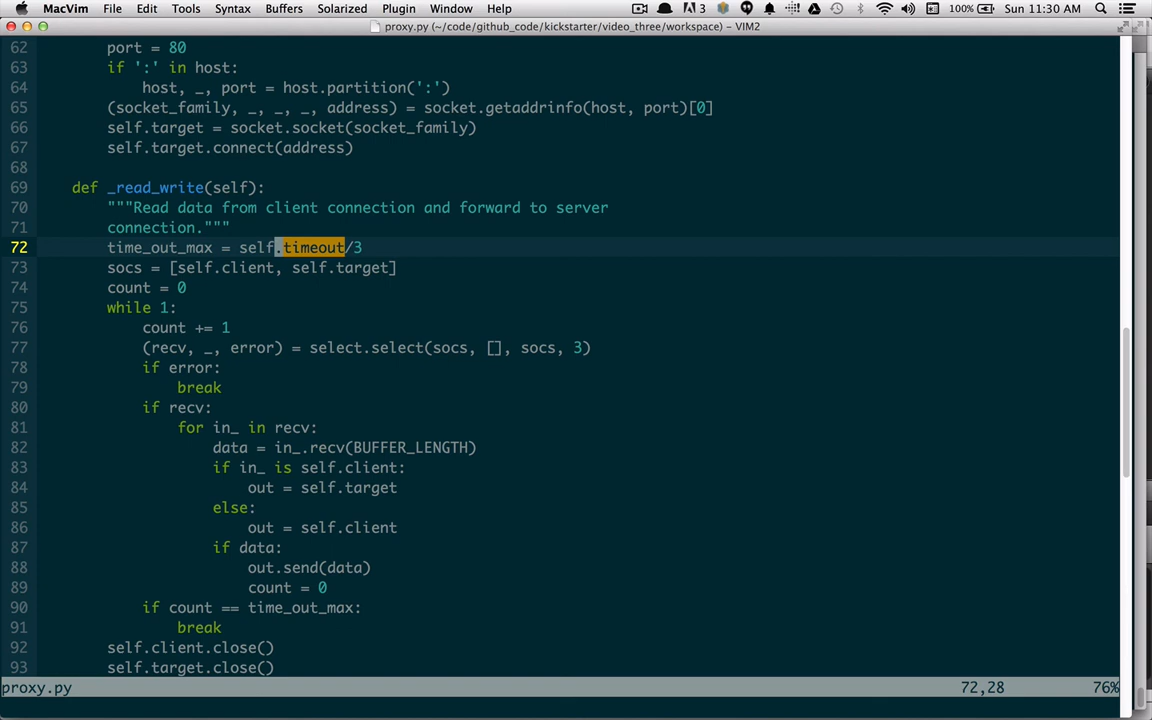 MacVim File Edit Tools Syntax Buffers Solarized Plugin Window Help 3 100% Sun 11:30 AM
proxy.py (~/code/github_code/kickstarter/video_three/workspace) – VIM2
62 port = 80
63 if ':' in host:
64 host, _, port = host.partition(':')
65 (socket_family, _, _, _, address) = socket.getaddrinfo(host, port)[0]
66 self.target = socket.socket(socket_family)
67 self.target.connect(address)
68
69 def _read_write(self):
70 """Read data from client connection and forward to server
71 connection."""
72 time_out_max = self.timeout/3
73 socs = [self.client, self.target]
74 count = 0
75 while 1:
76 count += 1
77 (recv, _, error) = select.select(socs, [], socs, 3)
78 if error:
79 break
80 if recv:
81 for in_ in recv:
82 data = in_.recv(BUFFER_LENGTH)
83 if in_ is self.client:
84 out = self.target
85 else:
86 out = self.client
87 if data:
88 out.send(data)
89 count = 0
90 if count == time_out_max:
91 break
92 self.client.close()
93 self.target.close()
proxy.py 72,28 76%